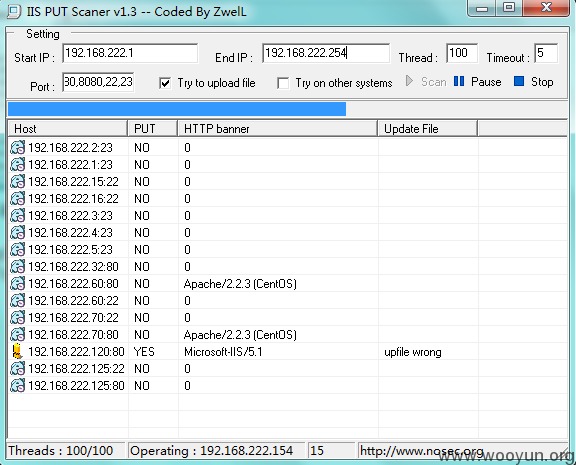 IIS PUT Scaner v1.3 -- Coded By ZwelL
Setting
Start IP : 192.168.222.1 End IP : 192.168.222.254 Thread : 100 Timeout : 5
Port : 30,8080,22,23 Try to upload file Try on other systems Scan Pause Stop
Host PUT HTTP banner Update File
192.168.222.2:23 NO 0
192.168.222.1:23 NO 0
192.168.222.15:22 NO 0
192.168.222.16:22 NO 0
192.168.222.3:23 NO 0
192.168.222.4:23 NO 0
192.168.222.5:23 NO 0
192.168.222.32:80 NO 0
192.168.222.60:80 NO Apache/2.2.3 (CentOS)
192.168.222.60:22 NO 0
192.168.222.70:22 NO 0
192.168.222.70:80 NO Apache/2.2.3 (CentOS)
192.168.222.120:80 YES Microsoft-IIS/5.1 upfile wrong
192.168.222.125:22 NO 0
192.168.222.125:80 NO 0
Threads : 100/100 Operating : 192.168.222.154 15 http://www.nosec.org
www.wooyun.org